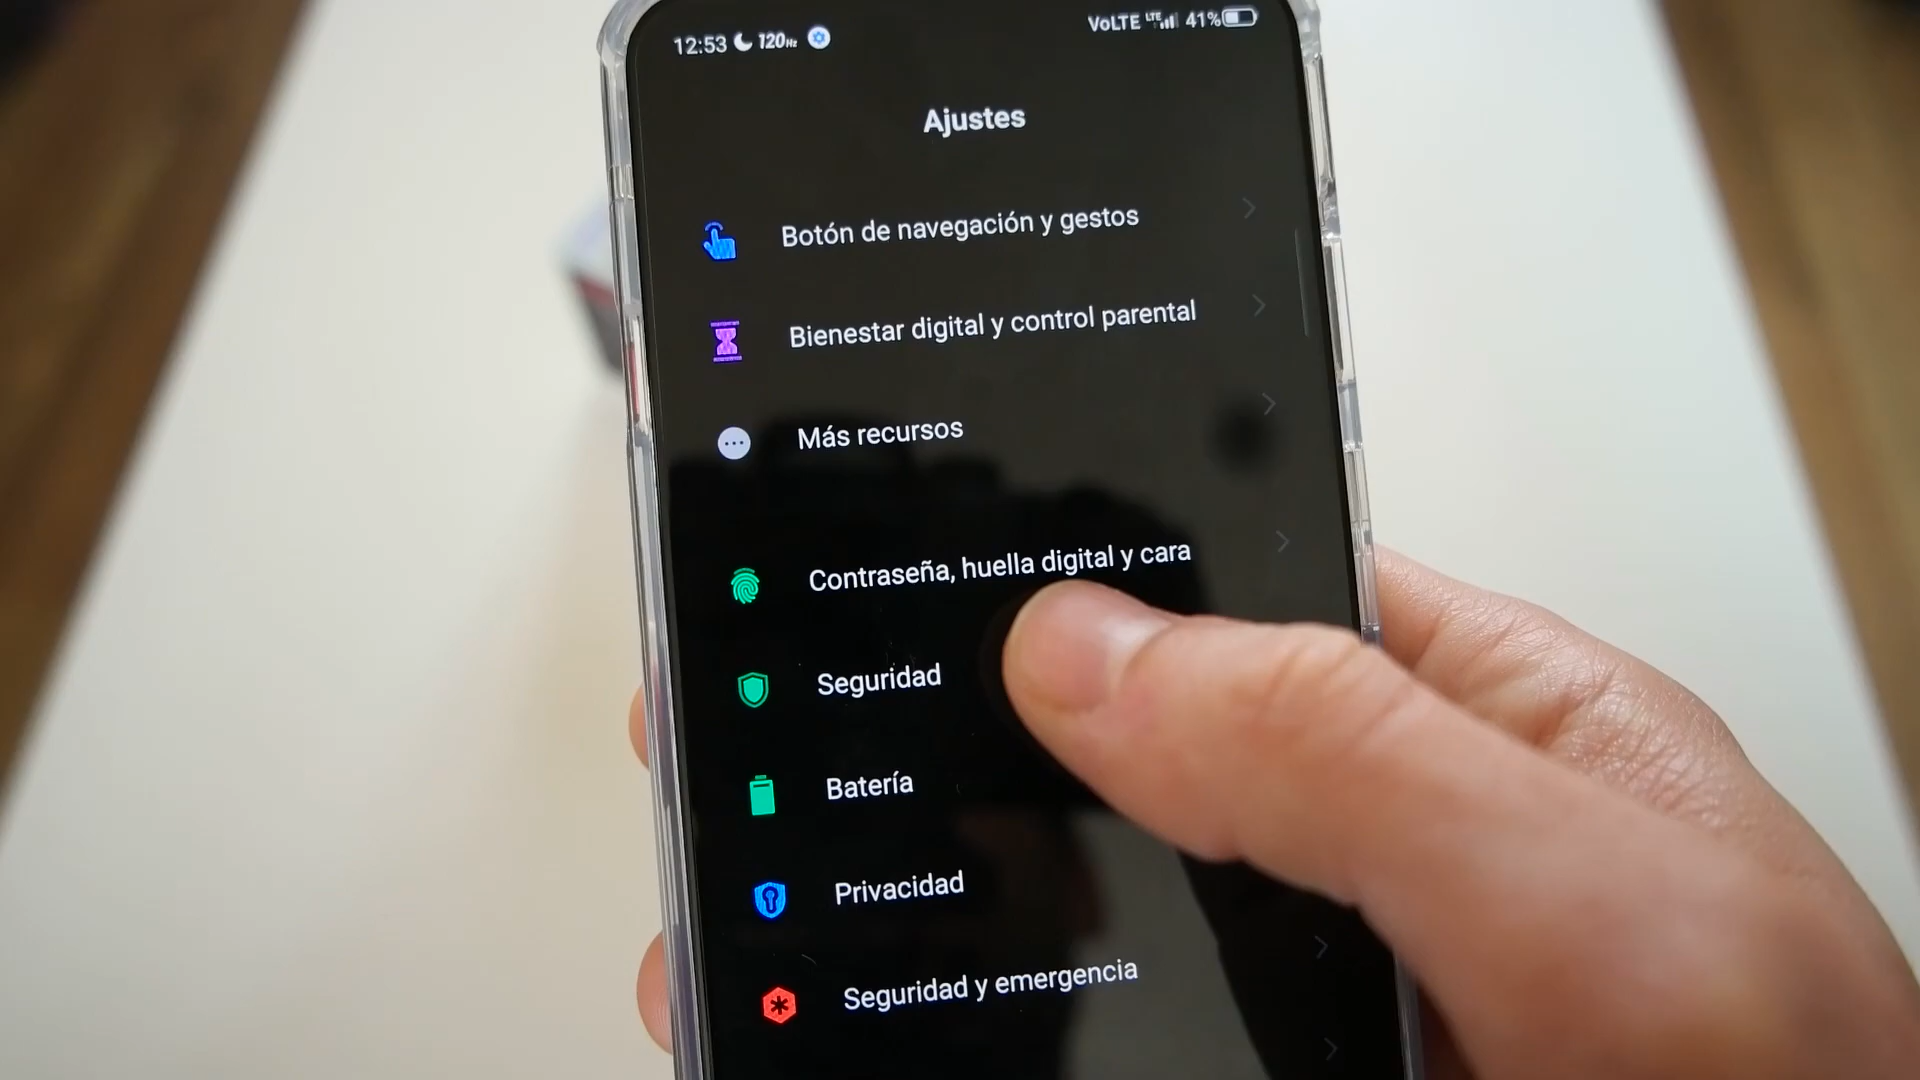 12:53 120Hz VoLTE LTE 41%
Ajustes
Botón de navegación y gestos
Bienestar digital y control parental
Más recursos
Contraseña, huella digital y cara
Seguridad
Batería
Privacidad
Seguridad y emergencia